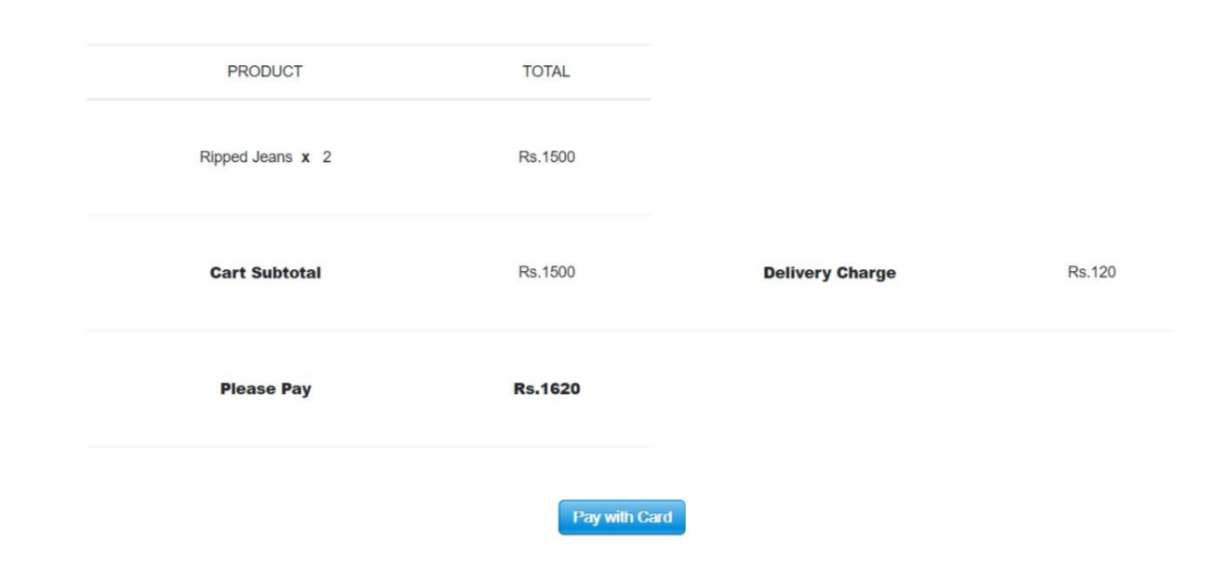 PRODUCT TOTAL
Ripped Jeans x 2 Rs.1500
Cart Subtotal Rs.1500 Delivery Charge Rs.120
Please Pay Rs.1620
Pay with Card